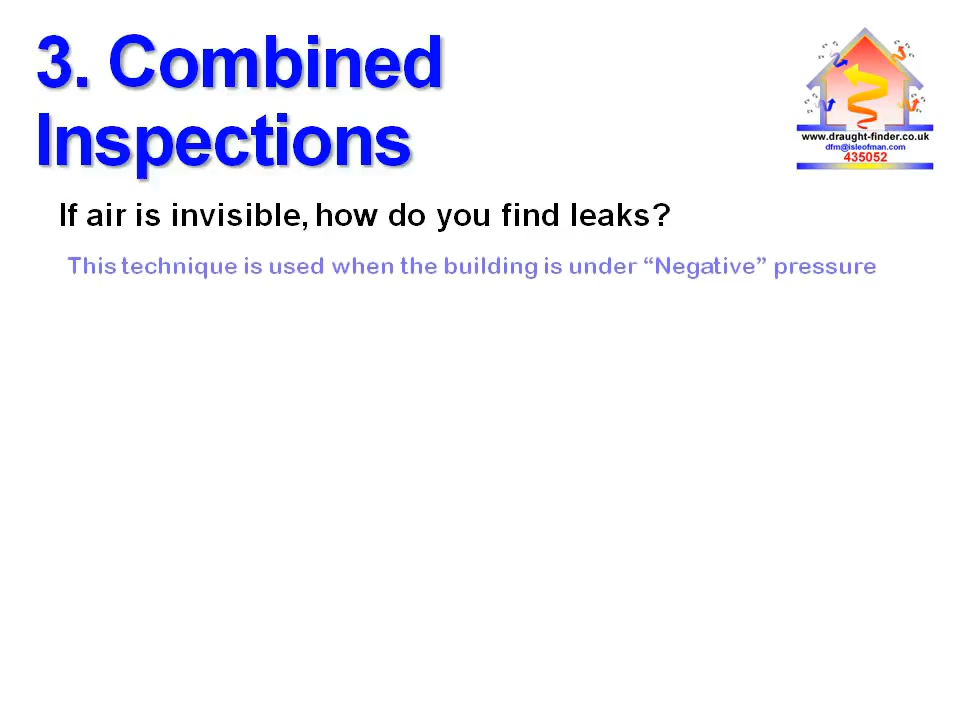 3. Combined
Inspections
www.draught-finder.co.uk
dfm@isleofman.com
435052
If air is invisible, how do you find leaks?
This technique is used when the building is under “Negative” pressure